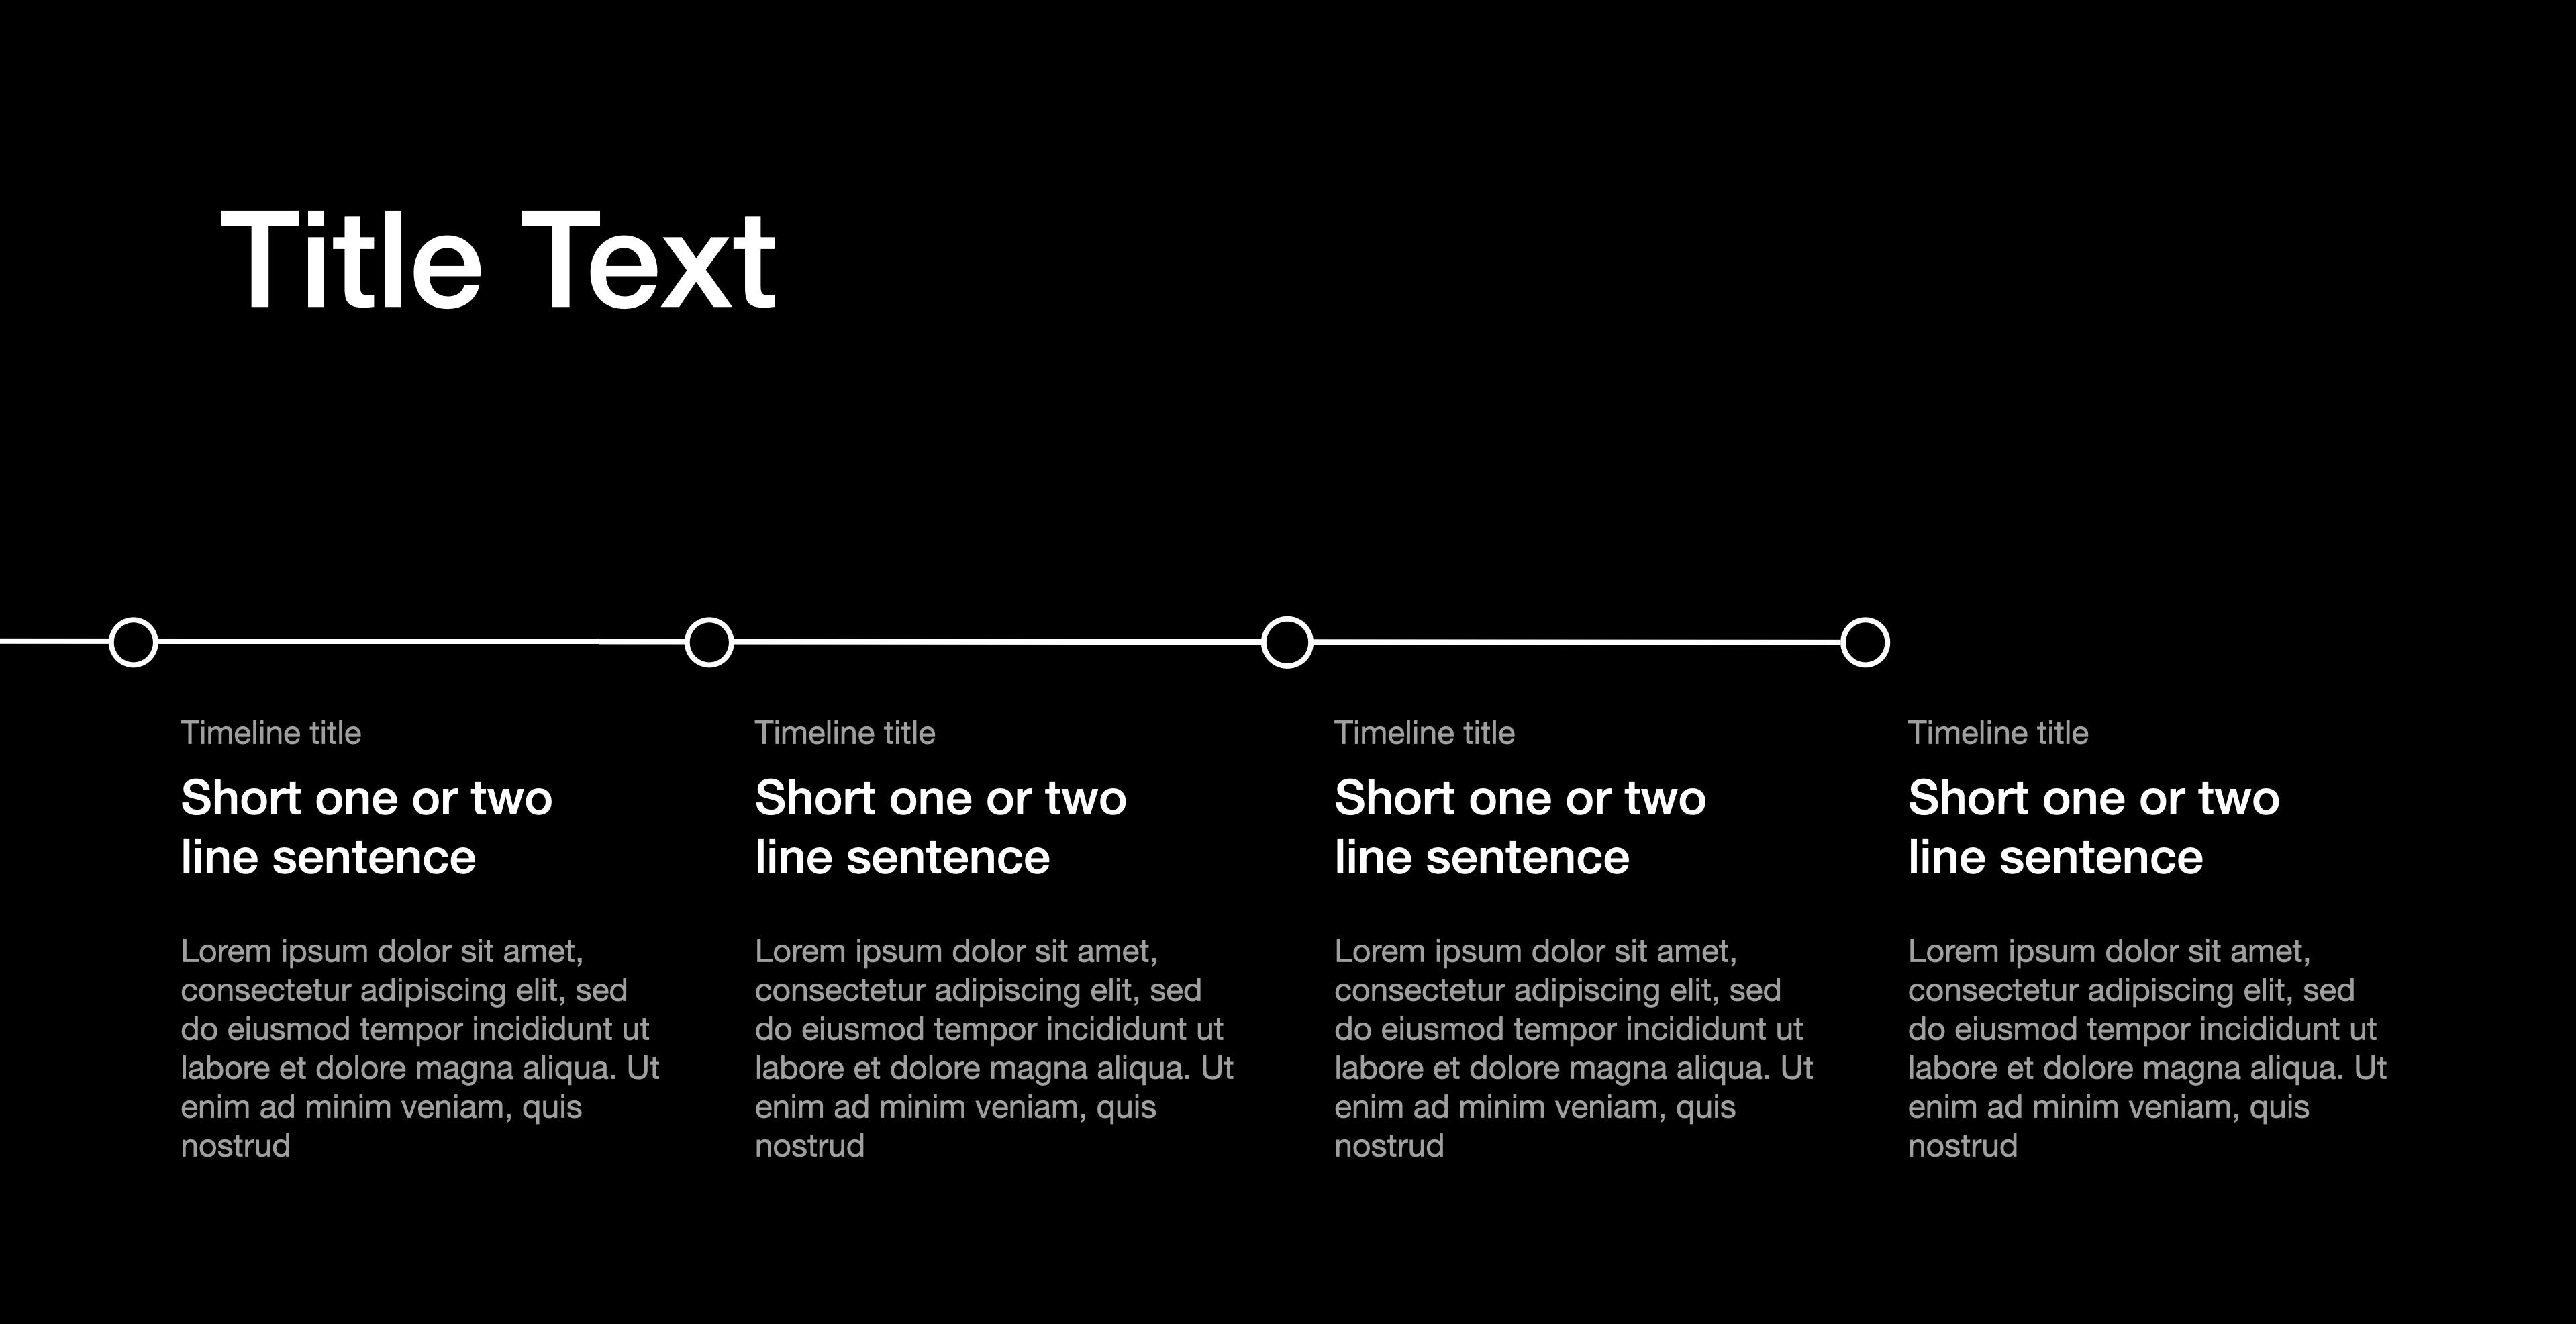 Title Text
Timeline title
Short one or two
line sentence
Lorem ipsum dolor sit amet,
consectetur adipiscing elit, sed
do eiusmod tempor incididunt ut
labore et dolore magna aliqua. Ut
enim ad minim veniam, quis
nostrud
Timeline title
Short one or two
line sentence
Lorem ipsum dolor sit amet,
consectetur adipiscing elit, sed
do eiusmod tempor incididunt ut
labore et dolore magna aliqua. Ut
enim ad minim veniam, quis
nostrud
Timeline title
Short one or two
line sentence
Lorem ipsum dolor sit amet,
consectetur adipiscing elit, sed
do eiusmod tempor incididunt ut
labore et dolore magna aliqua. Ut
enim ad minim veniam, quis
nostrud
Timeline title
Short one or two
line sentence
Lorem ipsum dolor sit amet,
consectetur adipiscing elit, sed
do eiusmod tempor incididunt ut
labore et dolore magna aliqua. Ut
enim ad minim veniam, quis
nostrud